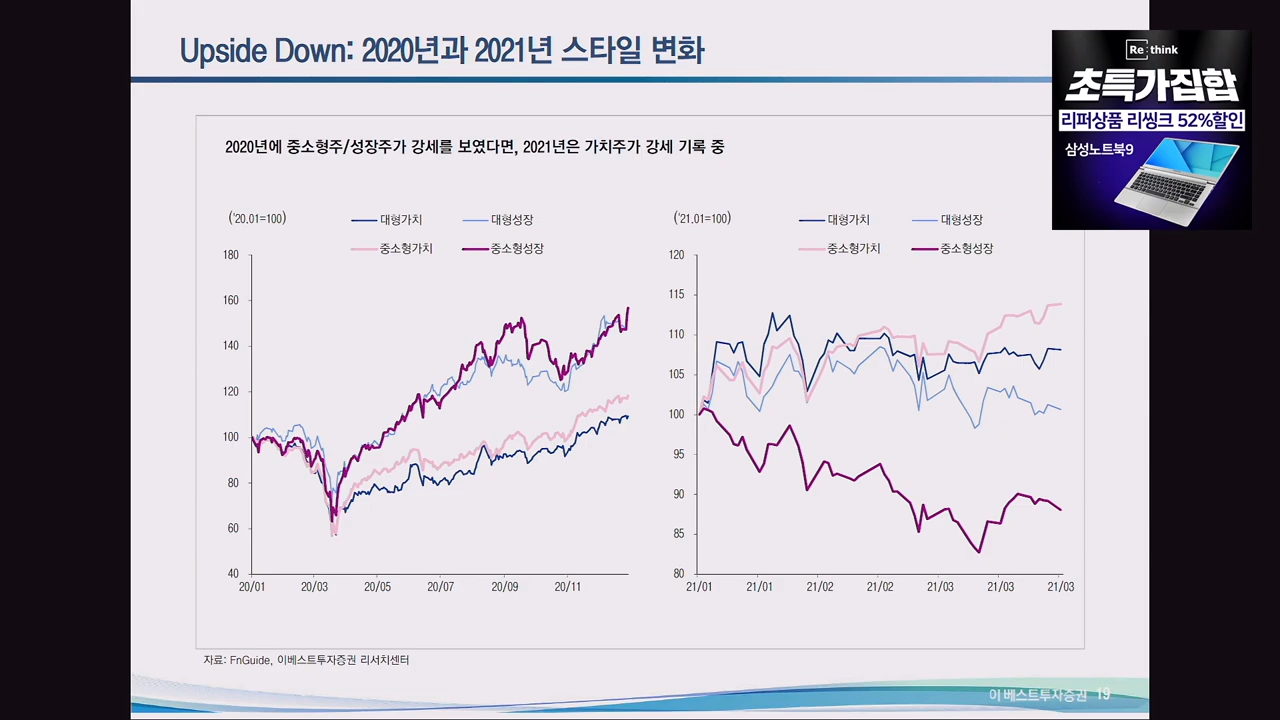 Upside Down: 2020년과 2021년 스타일 변화
Re:think
초특가집합
리퍼상품 리씽크 52%할인
삼성노트북9
2020년에 중소형주/성장주가 강세를 보였다면, 2021년은 가치주가 강세 기록 중
('20.01=100)
대형가치
대형성장
중소형가치
중소형성장
180
160
140
120
100
80
60
40
20/01
20/03
20/05
20/07
20/09
20/11
('21.01=100)
대형가치
대형성장
중소형가치
중소형성장
120
115
110
105
100
95
90
85
80
21/01
21/01
21/02
21/02
21/03
21/03
21/03
자료: FnGuide, 이베스트투자증권 리서치센터
이베스트투자증권 19